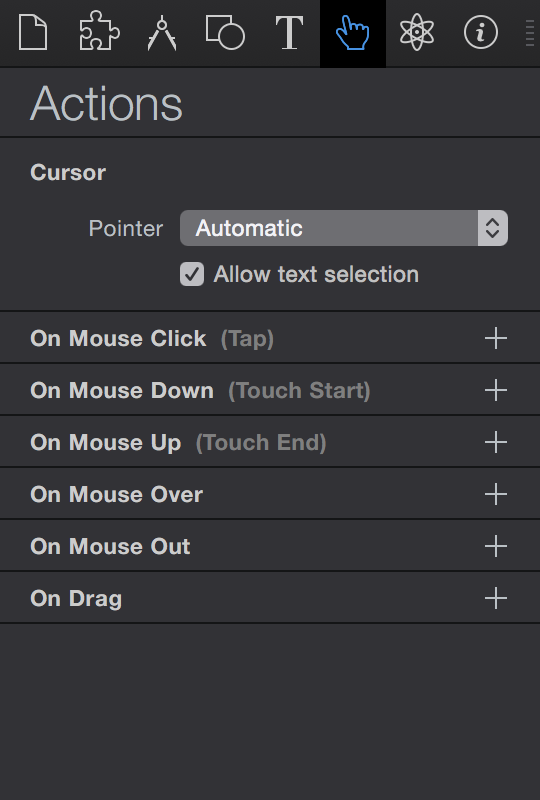 T
i
Actions
Cursor
Pointer Automatic
Allow text selection
On Mouse Click (Tap)
On Mouse Down (Touch Start)
On Mouse Up (Touch End)
On Mouse Over
On Mouse Out
On Drag